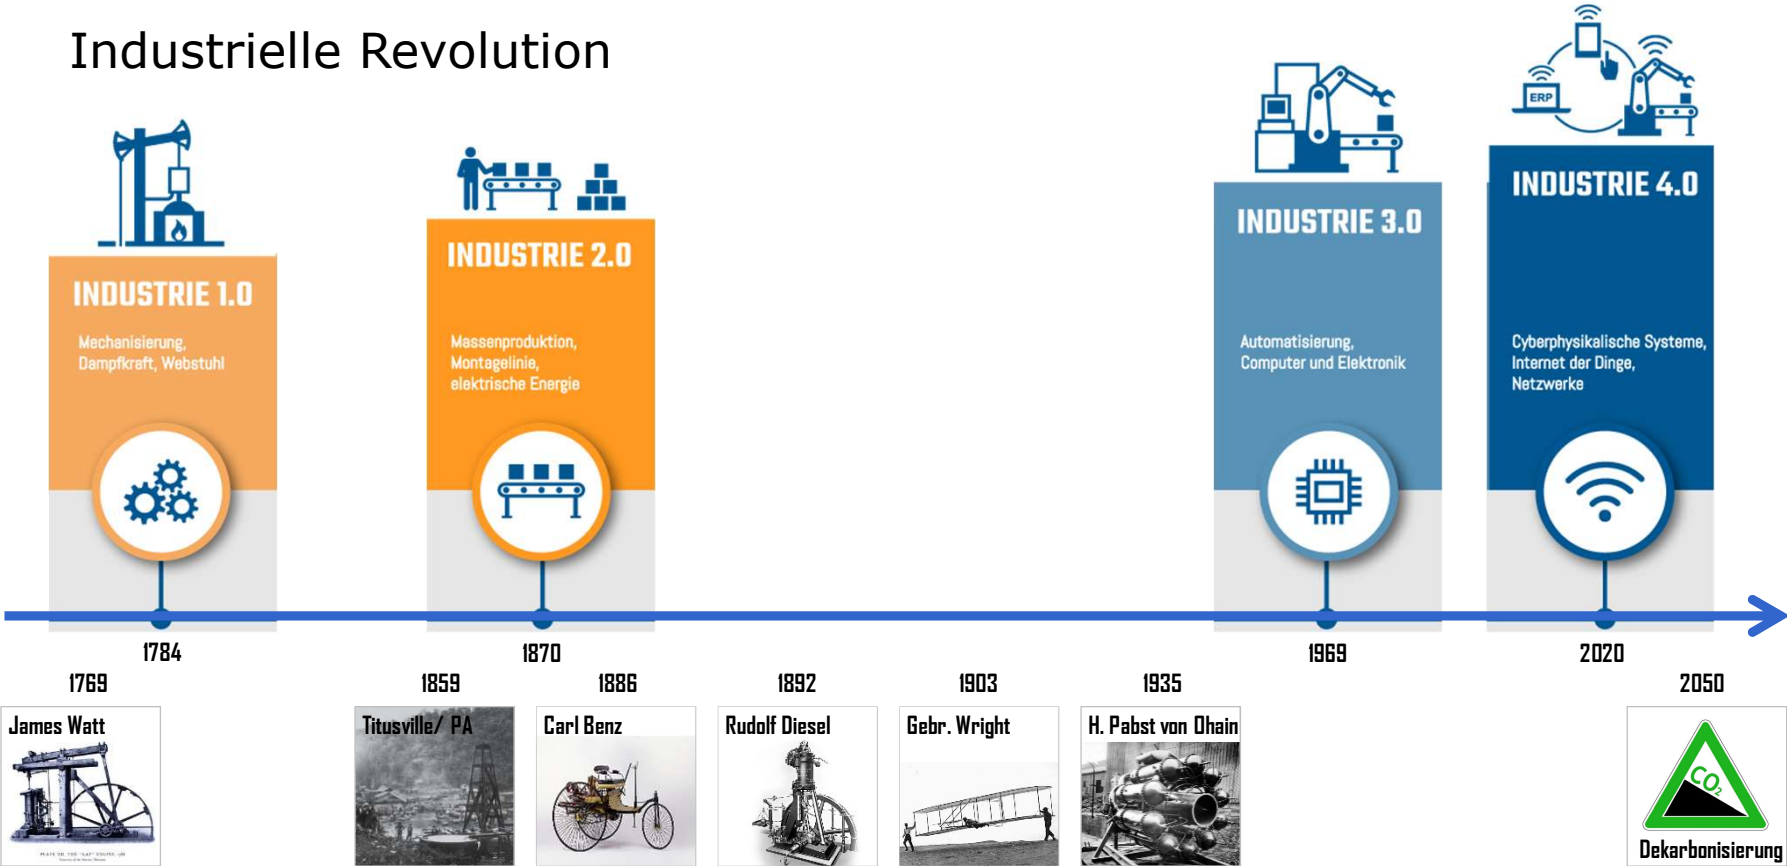 Industrielle Revolution
ERP
INDUSTRIE 1.0
Mechanisierung,
Dampfkraft, Webstuhl
INDUSTRIE 2.0
Massenproduktion,
Montagelinie,
elektrische Energie
INDUSTRIE 3.0
Automatisierung,
Computer und Elektronik
INDUSTRIE 4.0
Cyberphysikalische Systeme,
Internet der Dinge,
Netzwerke
1784
1870
1969
2020
1769
1859
1886
1892
1903
1935
2050
James Watt
Titusville/ PA
Carl Benz
Rudolf Diesel
Gebr. Wright
H. Pabst von Ohain
CO2
Dekarbonisierung